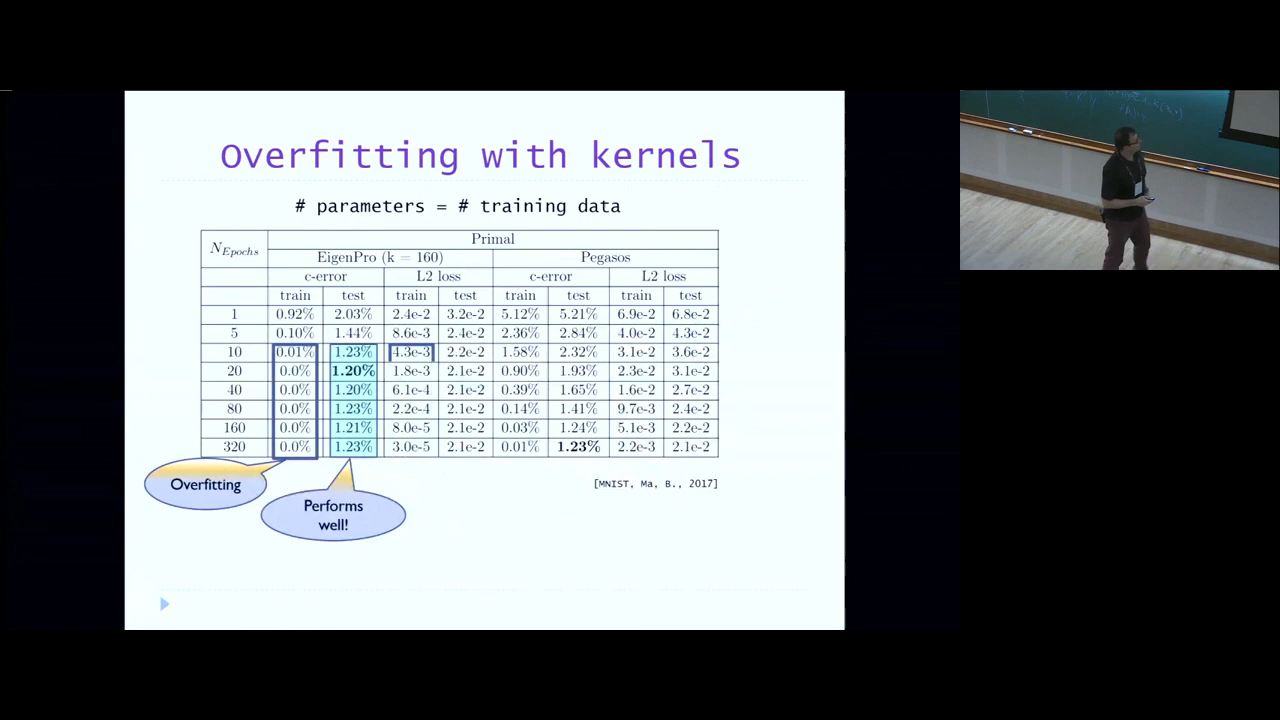 Overfitting with kernels
# parameters = # training data
N_Epochs Primal
EigenPro (k = 160) Pegasos
c-error L2 loss c-error L2 loss
train test train test train test train test
1 0.92% 2.03% 2.4e-2 3.2e-2 5.12% 5.21% 6.9e-2 6.8e-2
5 0.10% 1.44% 8.6e-3 2.4e-2 2.36% 2.84% 4.0e-2 4.3e-2
10 0.01% 1.23% 4.3e-3 2.2e-2 1.58% 2.32% 3.1e-2 3.6e-2
20 0.0% 1.20% 1.8e-3 2.1e-2 0.90% 1.93% 2.3e-2 3.1e-2
40 0.0% 1.20% 6.1e-4 2.1e-2 0.39% 1.65% 1.6e-2 2.7e-2
80 0.0% 1.23% 2.2e-4 2.1e-2 0.14% 1.41% 9.7e-3 2.4e-2
160 0.0% 1.21% 8.0e-5 2.1e-2 0.03% 1.24% 5.1e-3 2.2e-2
320 0.0% 1.23% 3.0e-5 2.1e-2 0.01% 1.23% 2.2e-3 2.1e-2
Overfitting
Performs
well!
[MNIST, Ma, B., 2017]